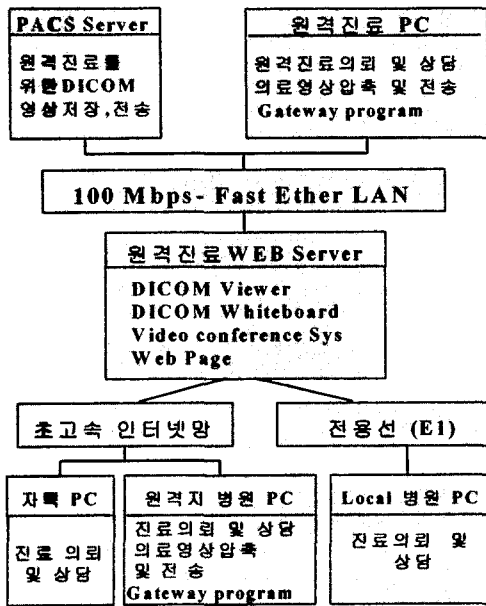 PACS Server
원격진료를
위한DICOM
영상저장,전송
원격진료 PC
원격진료의뢰 및 상담
의료영상압축 및 전송
Gateway program
100 Mbps- Fast Ether LAN
원격진료WEB Server
DICOM Viewer
DICOM Whiteboard
Video conference Sys
Web Page
초고속 인터넷망
전용선 (E1)
자택 PC
진료 의뢰
및 상담
원격지 병원 PC
진료의뢰 및 상담
의료영상압축
및 전송
Gateway program
Local 병원 PC
진료의뢰 및
상담